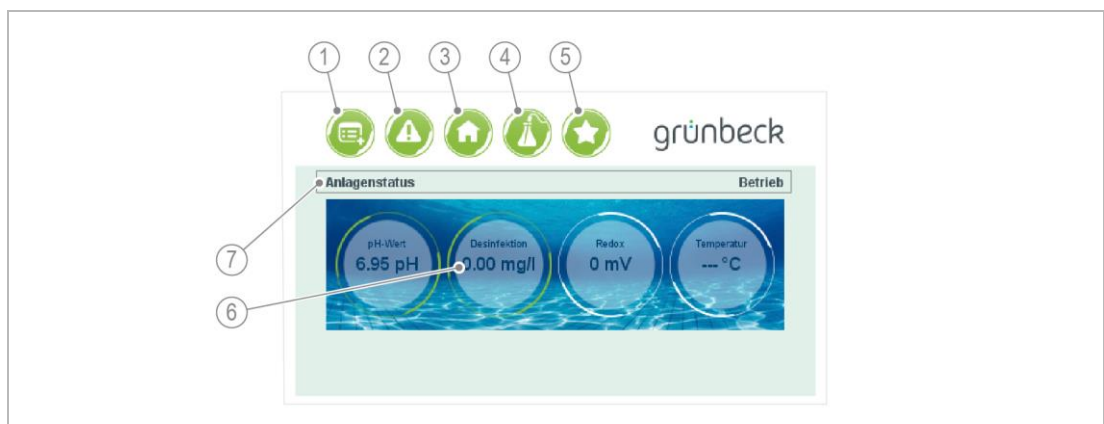 1 2 3 4 5
grünbeck
Anlagenstatus Betrieb
pH-Wert Desinfektion Redox Temperatur
6.95 pH 0.00 mg/l 0 mV --- °C
7
6